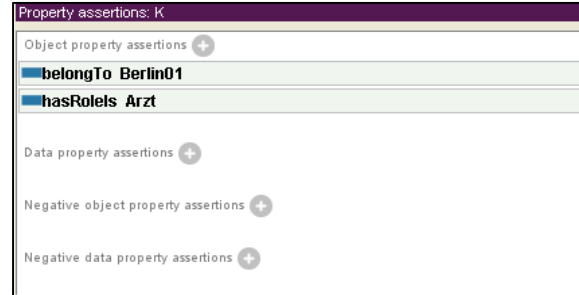 Property assertions: K
Object property assertions
belongTo Berlin01
hasRoleIs Arzt
Data property assertions
Negative object property assertions
Negative data property assertions